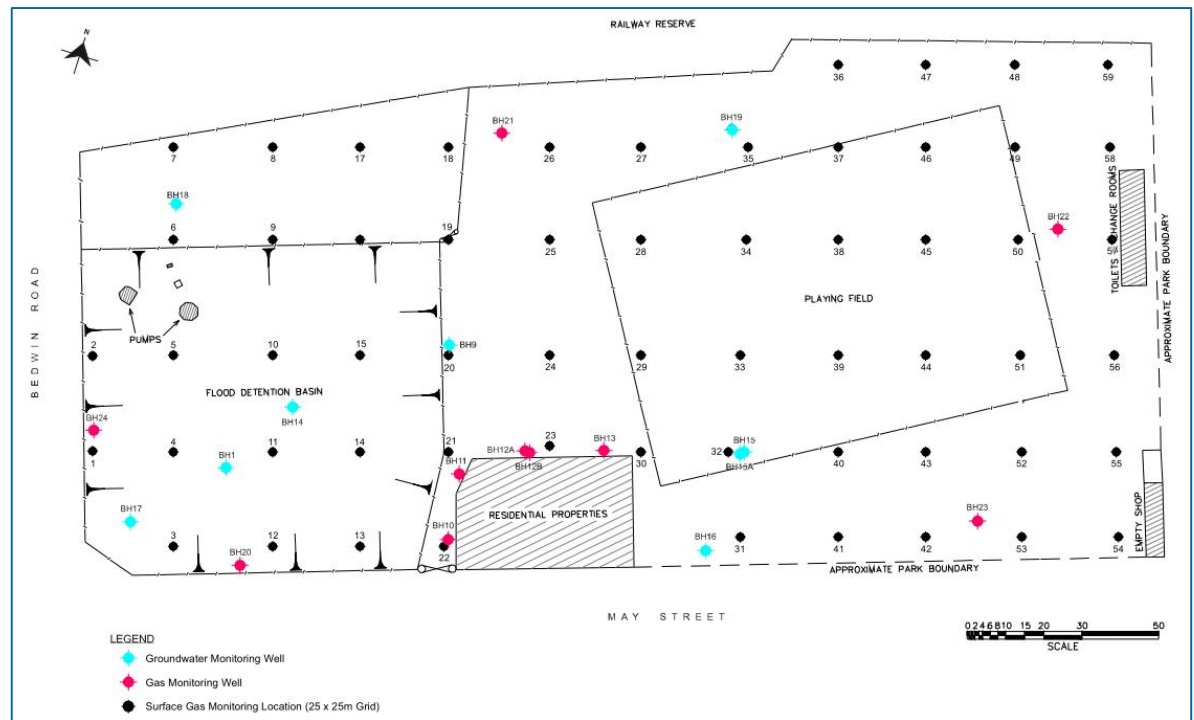 RAILWAY RESERVE
N
36 47 48 59
BH21 BH19
7 8 17 18 26 27 35 37 46 49 58
BH18
6 9 19 25 28 34 38 45 50
BH22
TOILETS CHANGE ROOMS
APPROXIMATE PARK BOUNDARY
BEDWIN ROAD
PUMPS
PLAYING FIELD
BH9
2 5 10 15 20 24 29 33 39 44 51 56
FLOOD DETENTION BASIN
BH24
BH14
1 4 11 14 21 23 30 32 40 43 52 55
BH1 BH11 BH12A BH12B BH13 BH15 BH15A
BH17
RESIDENTIAL PROPERTIES
BH23
EMPTY SHOP
BH10
3 12 13 22 31 41 42 53 54
BH20 BH16
APPROXIMATE PARK BOUNDARY
MAY STREET
0 2 4 6 8 10 15 20 30 50
SCALE
LEGEND
Groundwater Monitoring Well
Gas Monitoring Well
Surface Gas Monitoring Location (25 x 25m Grid)